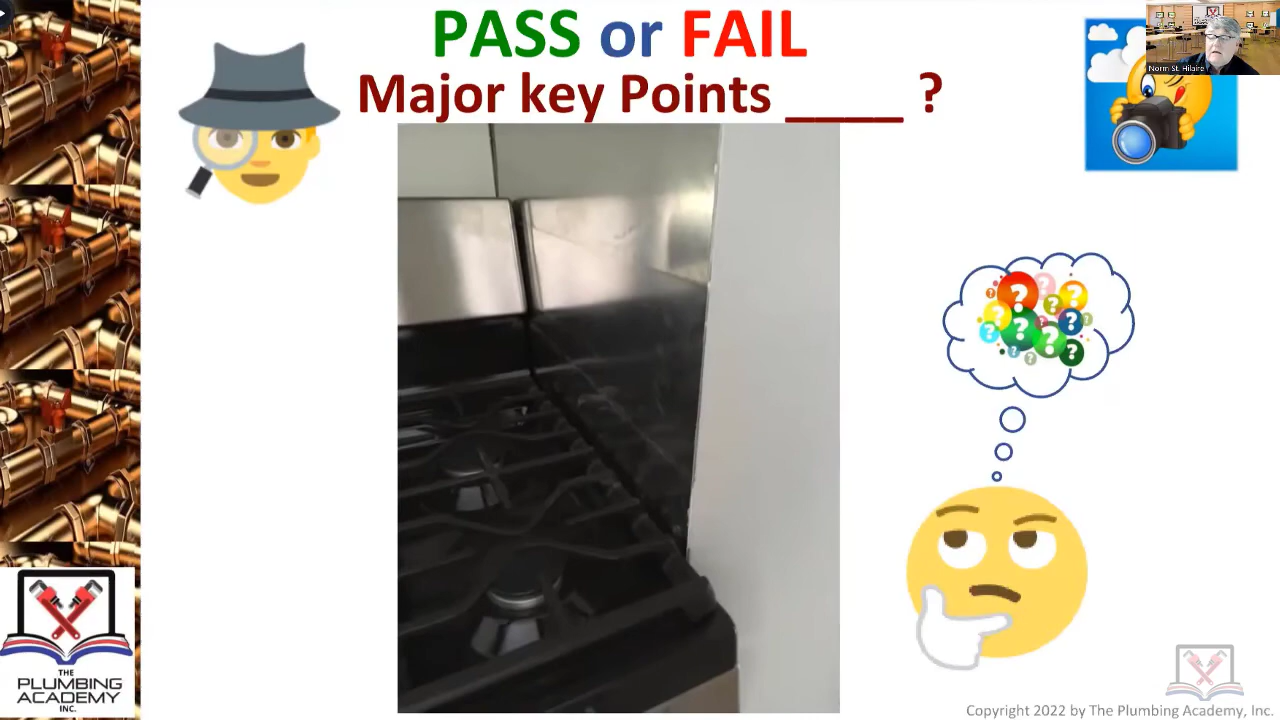 PASS or FAIL
Major key Points ____ ?
Norm St. Hilaire
? ? ? ? ? ? ? ? ? ? ? ?
THE
PLUMBING
ACADEMY
INC.
Copyright 2022 by The Plumbing Academy, Inc.